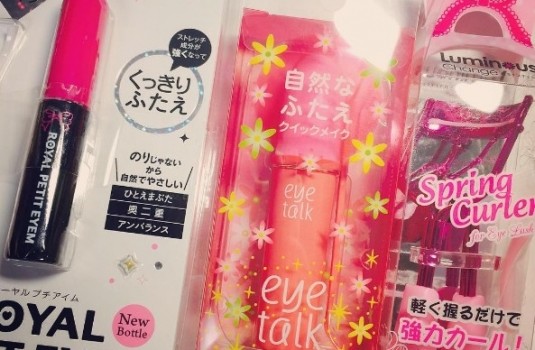 ストレッチ
成分が
強くなって
くっきり
ふたえ
ROYAL PETIT EYEM
のりじゃない
から
自然でやさしい
ひとえまぶた
奥二重
アンバランス
ーヤルプチアイム
OYAL
New
Bottle
自然な
ふたえ
クイックメイク
eye
talk
eye
talk
Luminous
Change
Spring
Curler
for Eye Lash
軽く握るだけで
強力カール!